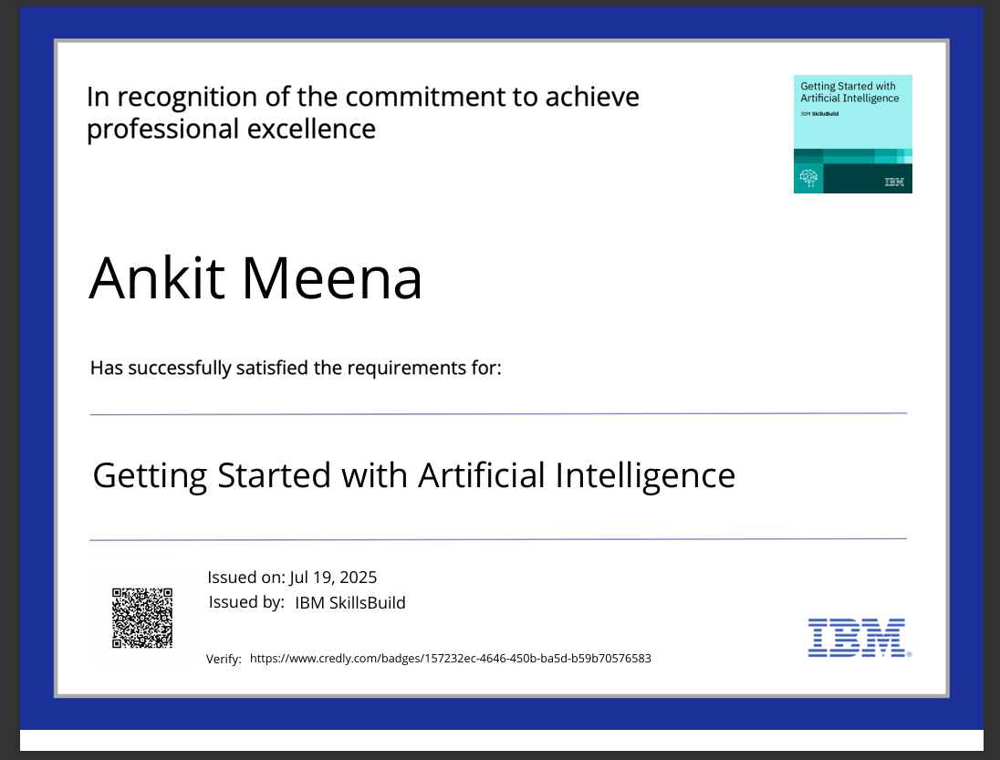 In recognition of the commitment to achieve
professional excellence
Getting Started with
Artificial Intelligence
IBM SkillsBuild
IBM
Ankit Meena
Has successfully satisfied the requirements for:
Getting Started with Artificial Intelligence
Issued on: Jul 19, 2025
Issued by: IBM SkillsBuild
Verify: https://www.credly.com/badges/157232ec-4646-450b-ba5d-b59b70576583
IBM®